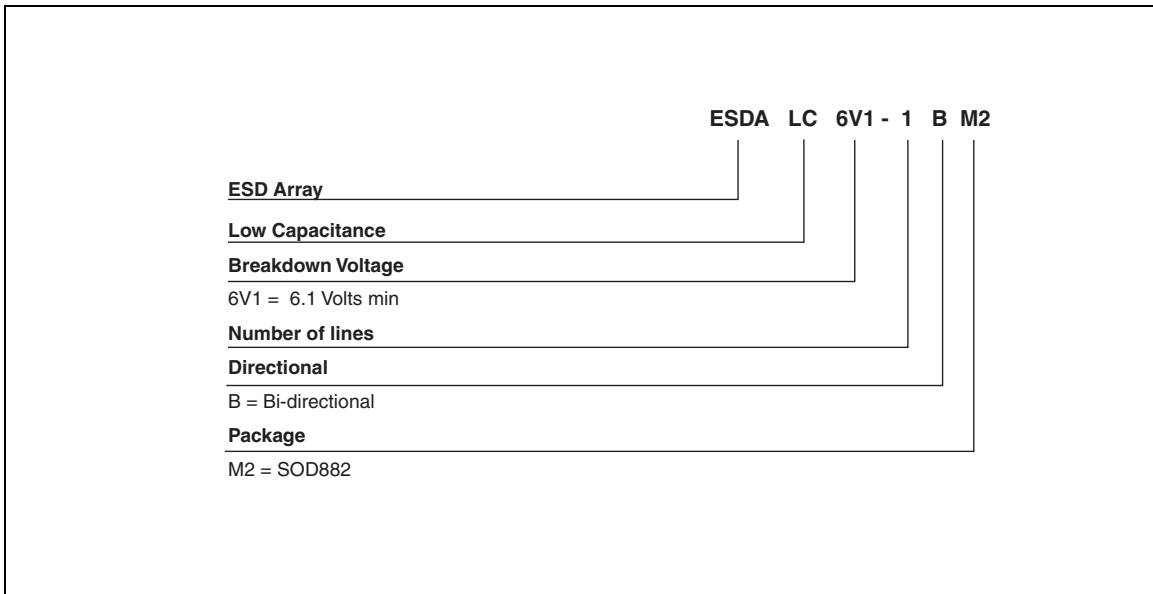 ESDA LC 6V1 - 1 B M2
ESD Array
Low Capacitance
Breakdown Voltage
6V1 = 6.1 Volts min
Number of lines
Directional
B = Bi-directional
Package
M2 = SOD882